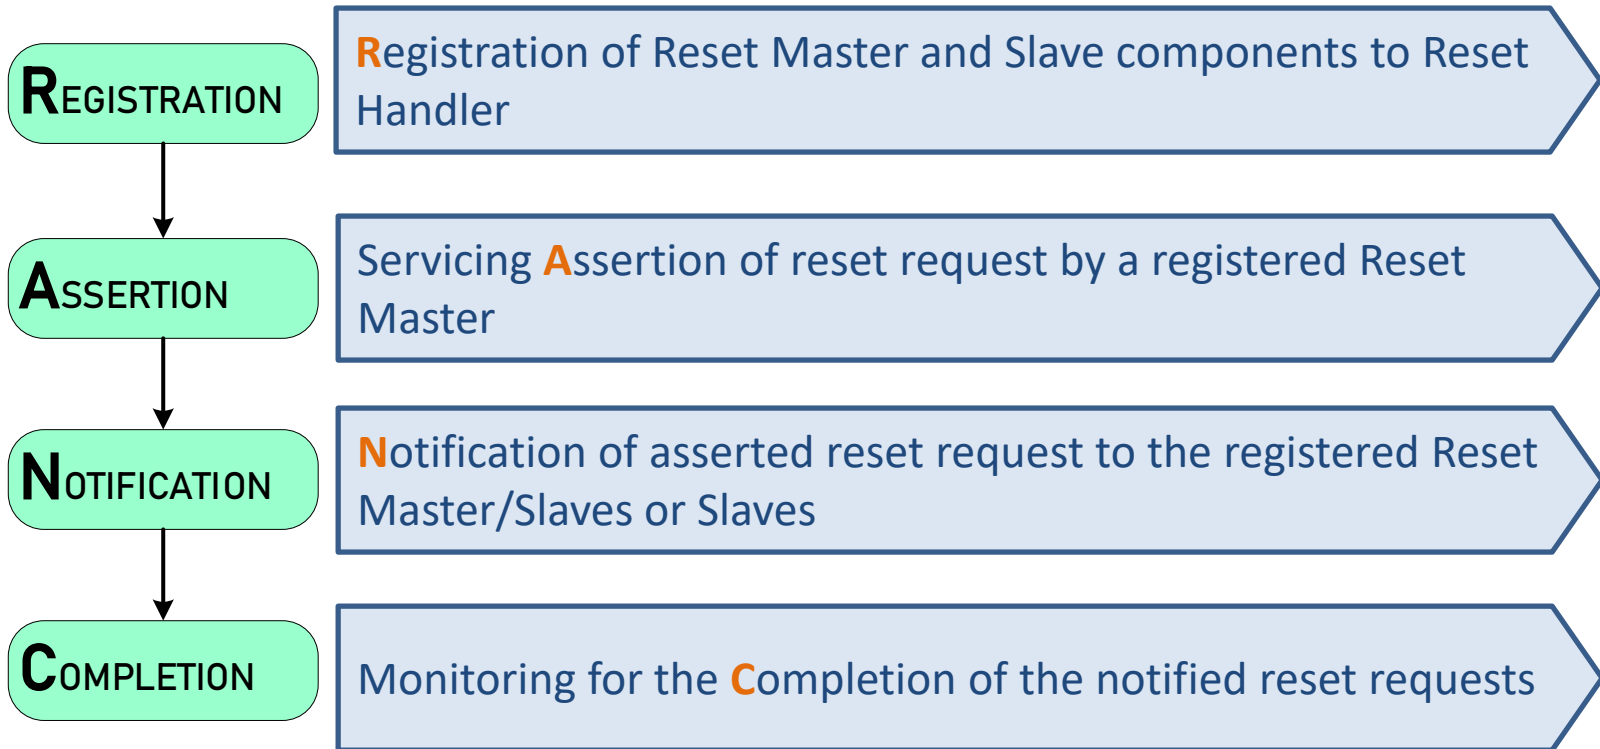 REGISTRATION
Registration of Reset Master and Slave components to Reset
Handler
ASSERTION
Servicing Assertion of reset request by a registered Reset
Master
NOTIFICATION
Notification of asserted reset request to the registered Reset
Master/Slaves or Slaves
COMPLETION
Monitoring for the Completion of the notified reset requests